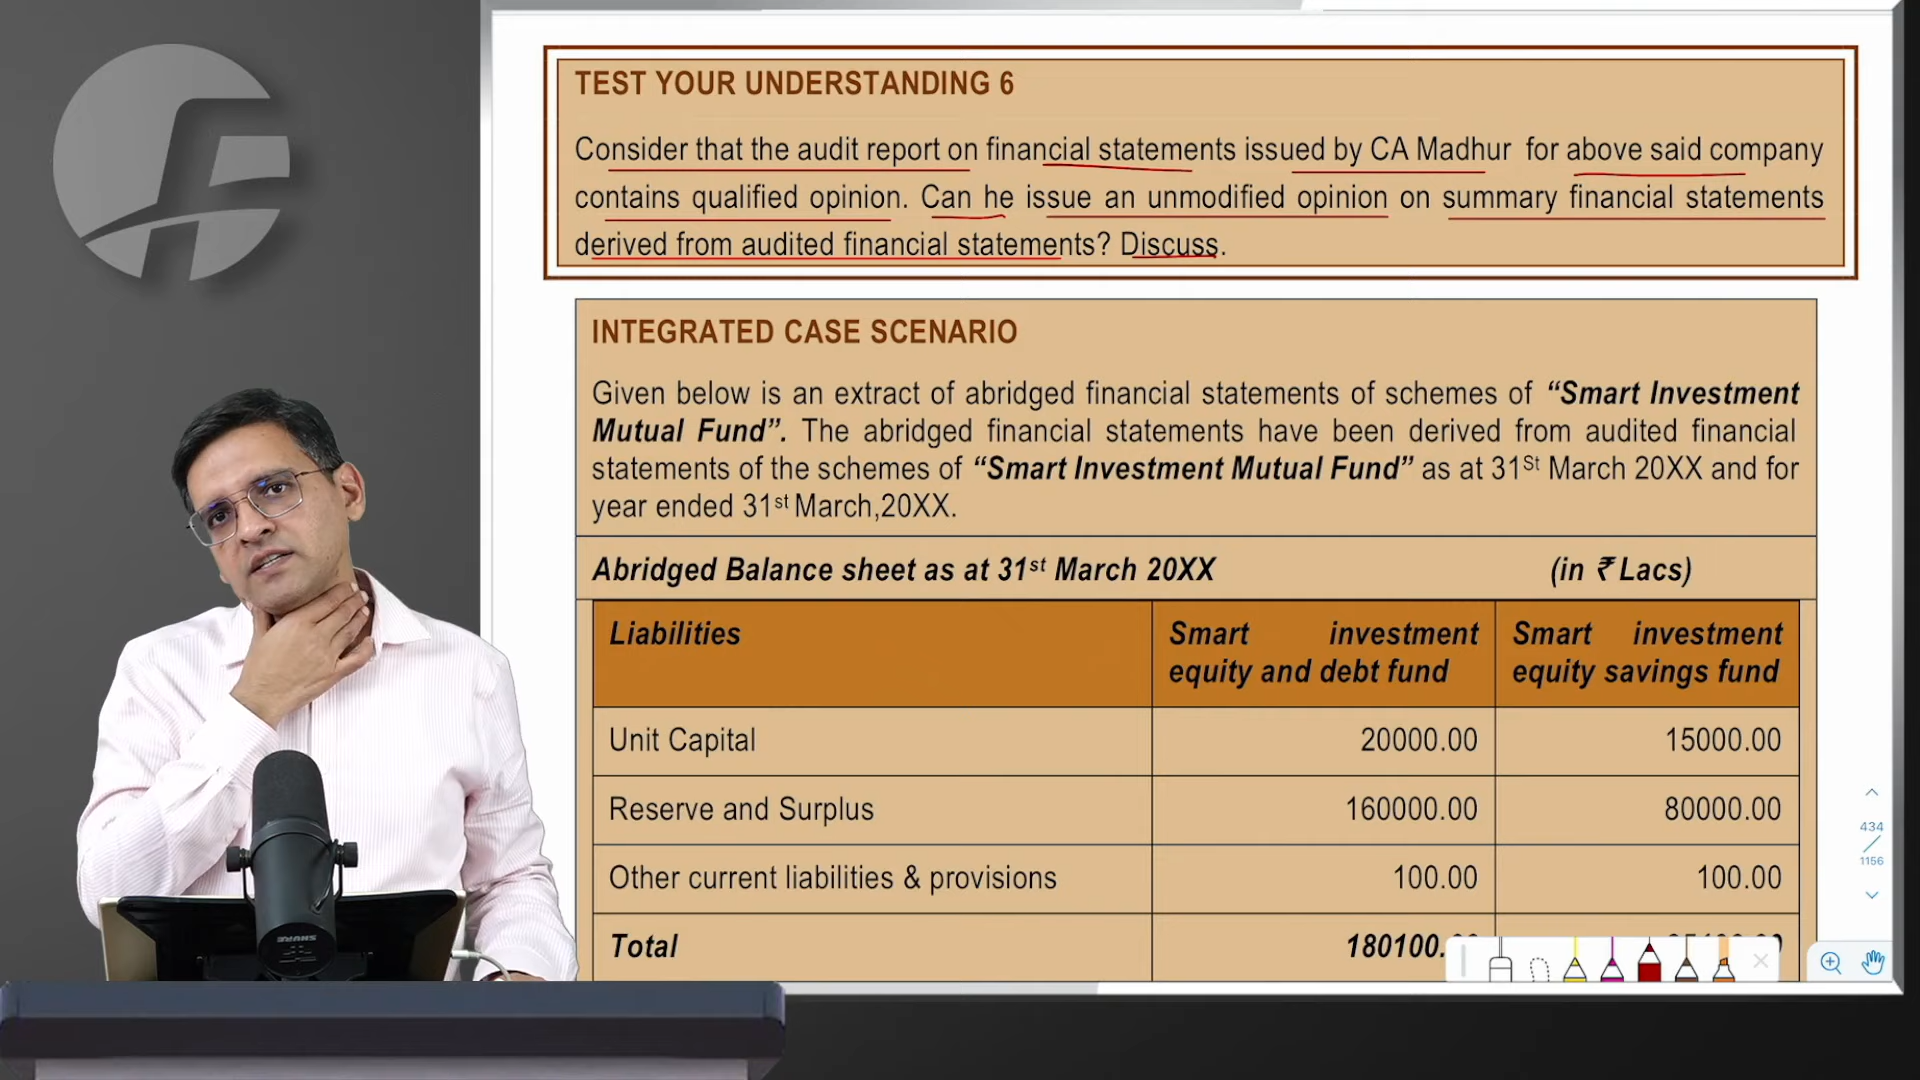 TEST YOUR UNDERSTANDING 6
Consider that the audit report on financial statements issued by CA Madhur for above said company
contains qualified opinion. Can he issue an unmodified opinion on summary financial statements
derived from audited financial statements? Discuss.
INTEGRATED CASE SCENARIO
Given below is an extract of abridged financial statements of schemes of “Smart Investment
Mutual Fund”. The abridged financial statements have been derived from audited financial
statements of the schemes of “Smart Investment Mutual Fund” as at 31St March 20XX and for
year ended 31st March,20XX.
Abridged Balance sheet as at 31st March 20XX (in ₹ Lacs)
Liabilities Smart investment equity and debt fund Smart investment equity savings fund
Unit Capital 20000.00 15000.00
Reserve and Surplus 160000.00 80000.00
Other current liabilities & provisions 100.00 100.00
Total 180100.
434
1156
SHURE